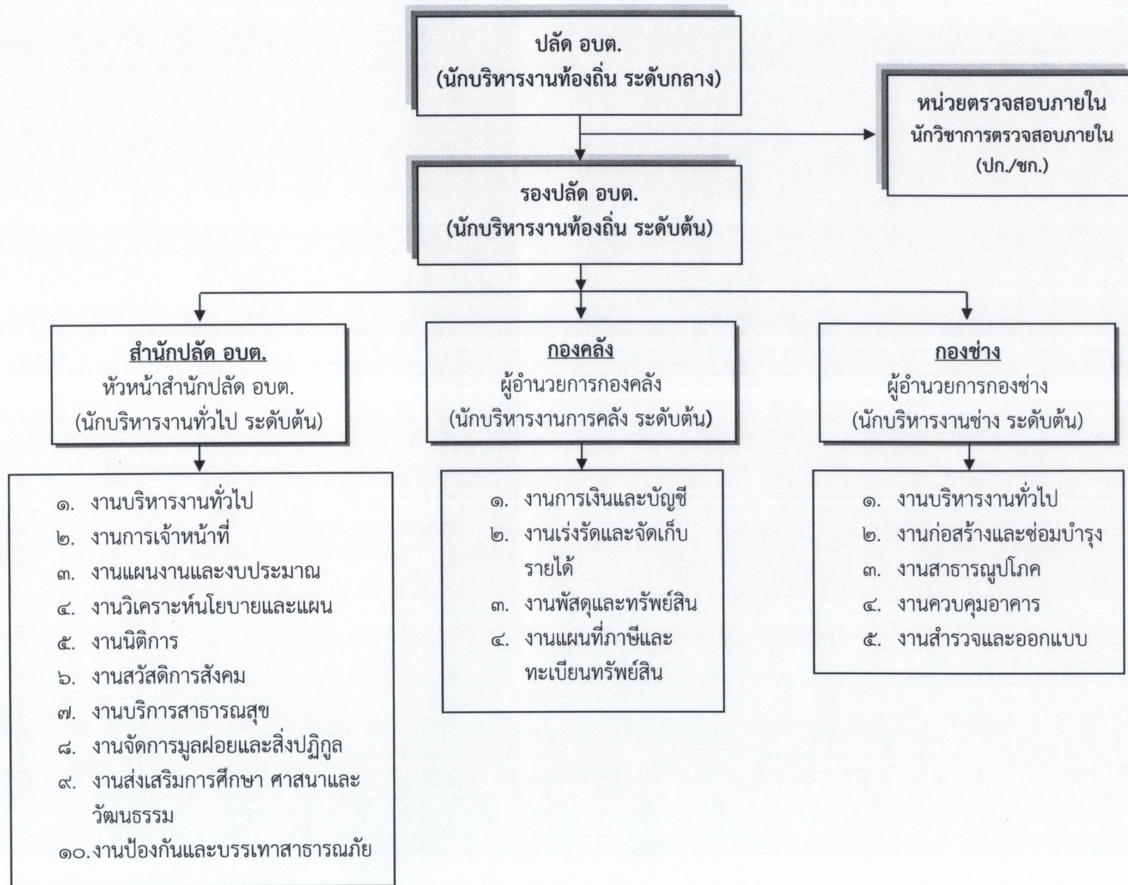 ปลัด อบต.
(นักบริหารงานท้องถิ่น ระดับกลาง)
หน่วยตรวจสอบภายใน
นักวิชาการตรวจสอบภายใน
(ปก./ชก.)
รองปลัด อบต.
(นักบริหารงานท้องถิ่น ระดับต้น)
สำนักปลัด อบต.
หัวหน้าสำนักปลัด อบต.
(นักบริหารงานทั่วไป ระดับต้น)
กองคลัง
ผู้อำนวยการกองคลัง
(นักบริหารงานการคลัง ระดับต้น)
กองช่าง
ผู้อำนวยการกองช่าง
(นักบริหารงานช่าง ระดับต้น)
๑. งานบริหารงานทั่วไป
๒. งานการเจ้าหน้าที่
๓. งานแผนงานและงบประมาณ
๔. งานวิเคราะห์นโยบายและแผน
๕. งานนิติการ
๖. งานสวัสดิการสังคม
๗. งานบริการสาธารณสุข
๘. งานจัดการมูลฝอยและสิ่งปฏิกูล
๙. งานส่งเสริมการศึกษา ศาสนาและ
วัฒนธรรม
๑๐. งานป้องกันและบรรเทาสาธารณภัย
๑. งานการเงินและบัญชี
๒. งานเร่งรัดและจัดเก็บ
รายได้
๓. งานพัสดุและทรัพย์สิน
๔. งานแผนที่ภาษีและ
ทะเบียนทรัพย์สิน
๑. งานบริหารงานทั่วไป
๒. งานก่อสร้างและซ่อมบำรุง
๓. งานสาธารณูปโภค
๔. งานควบคุมอาคาร
๕. งานสำรวจและออกแบบ